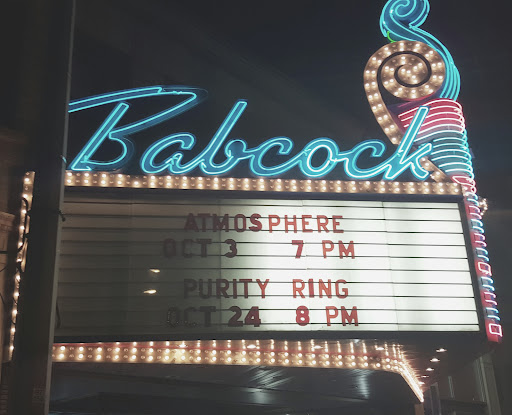 Babcock
ATMOSPHERE
OCT 3 7 PM
PURITY RING
OCT 24 8 PM